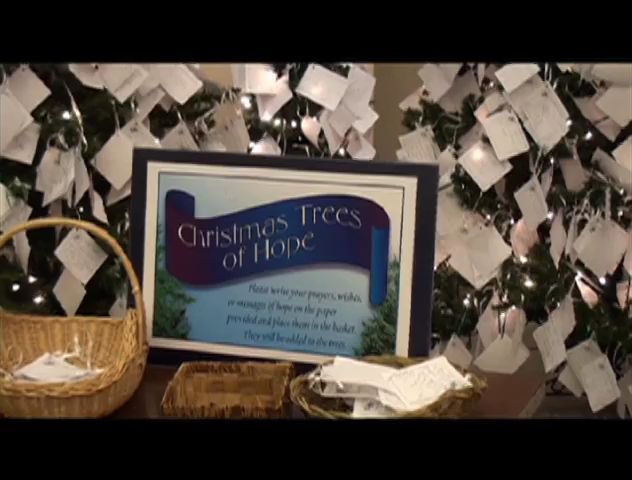 Christmas Trees
of Hope
Please write your prayers, wishes,
or messages of hope on the paper
provided and place them in the basket.
They will be added to the trees.